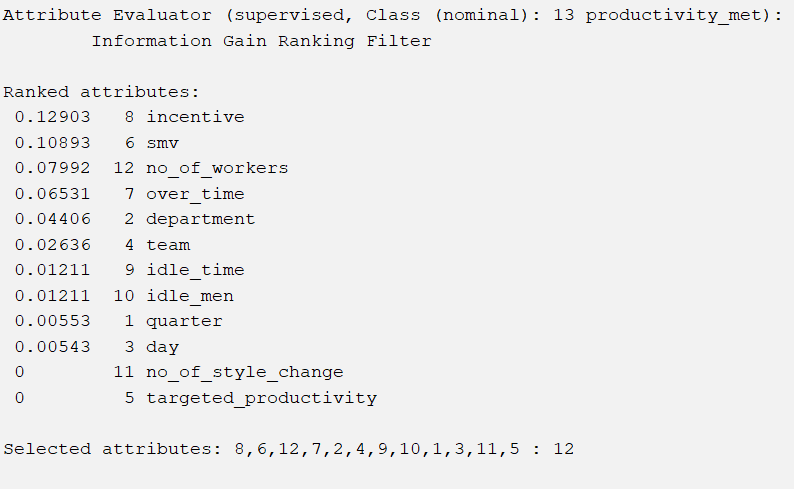 Attribute Evaluator (supervised, Class (nominal): 13 productivity_met):
Information Gain Ranking Filter
Ranked attributes:
0.12903 8 incentive
0.10893 6 smv
0.07992 12 no_of_workers
0.06531 7 over_time
0.04406 2 department
0.02636 4 team
0.01211 9 idle_time
0.01211 10 idle_men
0.00553 1 quarter
0.00543 3 day
0 11 no_of_style_change
0 5 targeted_productivity
Selected attributes: 8,6,12,7,2,4,9,10,1,3,11,5 : 12